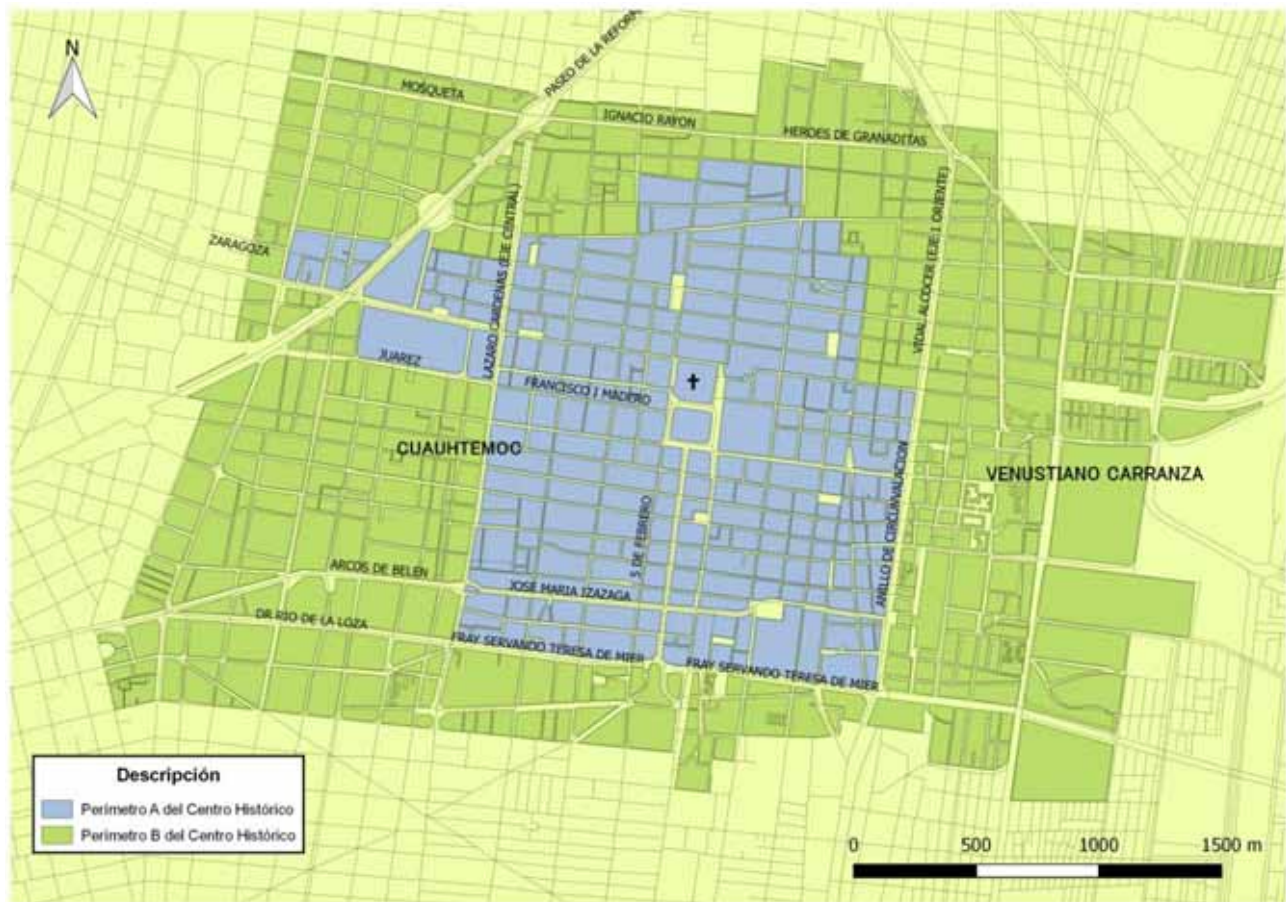 N
PASEO DE LA REFORMA
MOSQUETA
IGNACIO RAYON
HEROES DE GRANADITAS
ZARAGOZA
LAZARO CARDENAS (EJE CENTRAL)
VIDAL ALCOCER (EJE 1 ORIENTE)
JUAREZ
FRANCISCO I MADERO
CUAUHTEMOC
VENUSTIANO CARRANZA
ANILLO DE CIRCUNVALACION
5 DE FEBRERO
ARCOS DE BELEN
JOSE MARIA IZAZAGA
DR RIO DE LA LOZA
FRAY SERVANDO TERESA DE MIER
FRAY SERVANDO TERESA DE MIER
Descripción
Perímetro A del Centro Histórico
Perímetro B del Centro Histórico
0 500 1000 1500 m